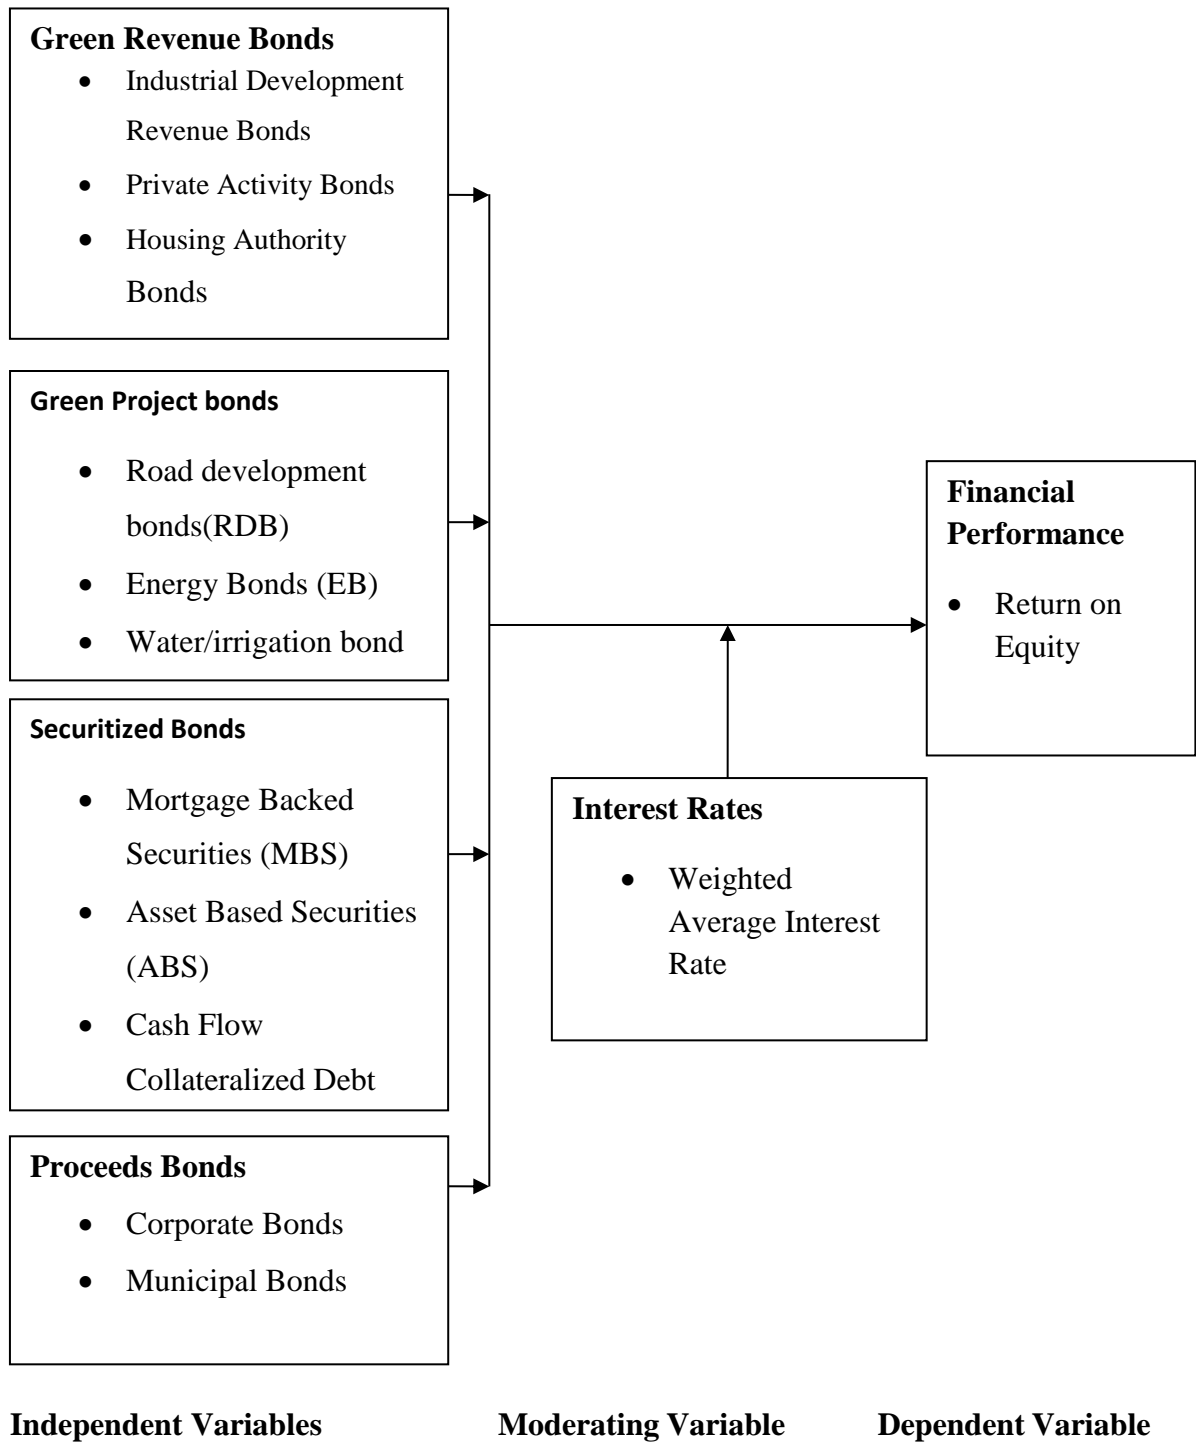 Green Revenue Bonds
• Industrial Development
Revenue Bonds
• Private Activity Bonds
• Housing Authority
Bonds
Green Project bonds
• Road development
bonds(RDB)
• Energy Bonds (EB)
• Water/irrigation bond
Securitized Bonds
• Mortgage Backed
Securities (MBS)
• Asset Based Securities
(ABS)
• Cash Flow
Collateralized Debt
Proceeds Bonds
• Corporate Bonds
• Municipal Bonds
Interest Rates
• Weighted
Average Interest
Rate
Financial
Performance
• Return on
Equity
Independent Variables
Moderating Variable
Dependent Variable